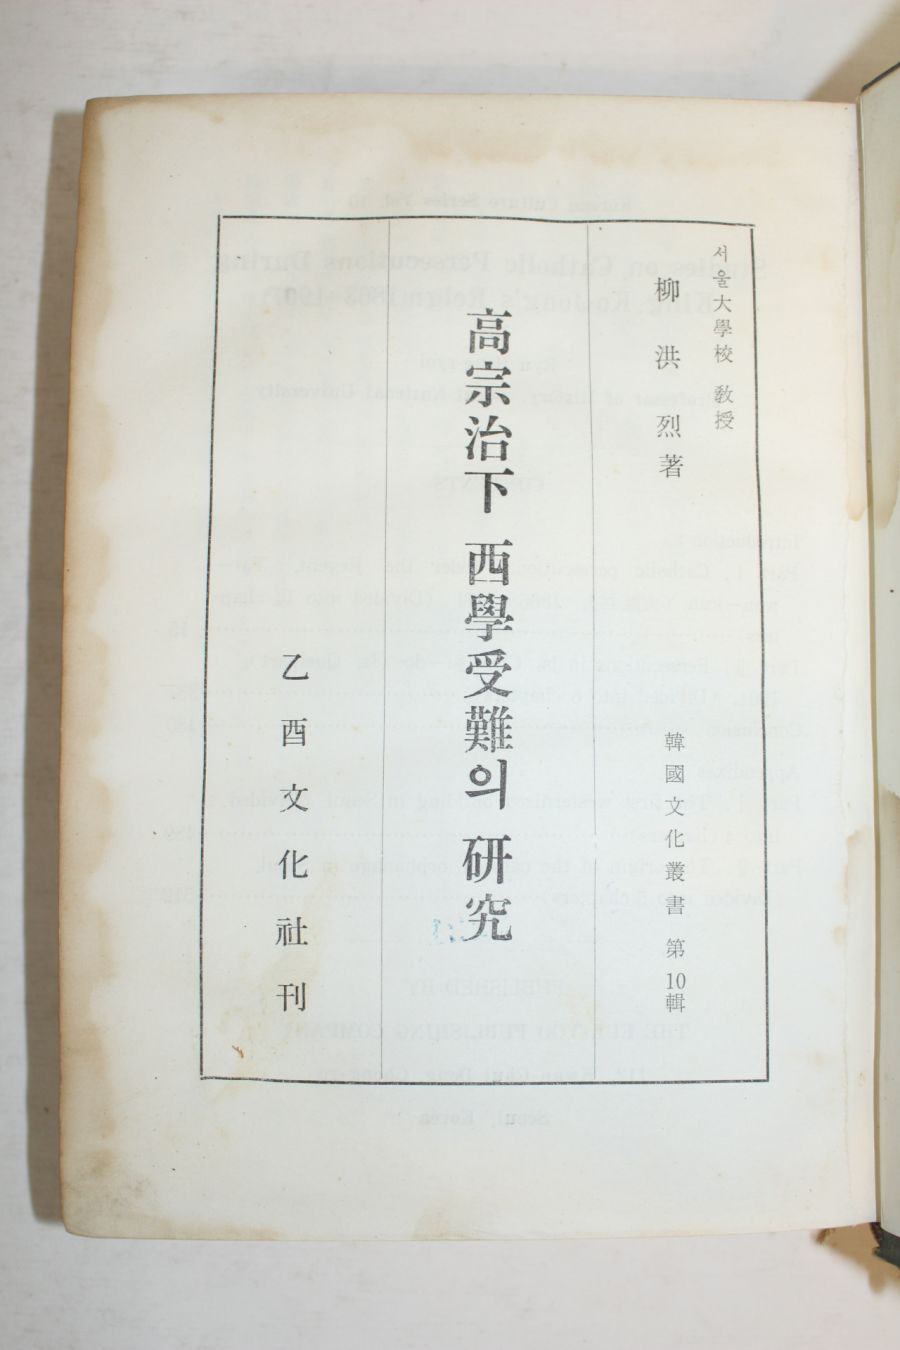 서울大學校 敎授
柳洪烈著
韓國文化叢書 第10輯
高宗治下 西學受難의 硏究
乙酉文化社刊